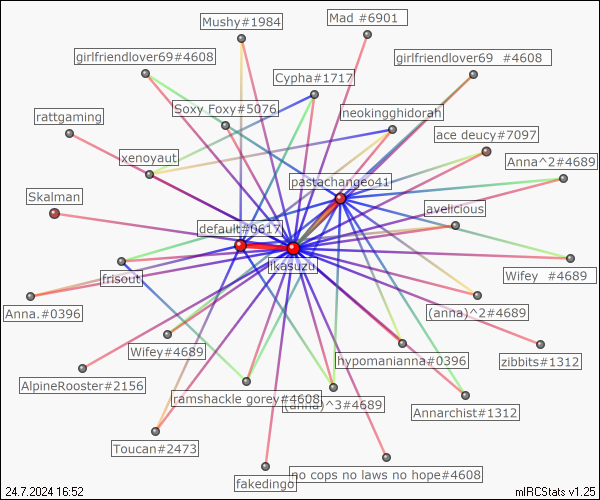 Mushy#1984
Mad #6901
girlfriendlover69#4608
girlfriendlover69 #4608
Cypha#1717
Soxy Foxy#5076
neokingghidorah
rattgaming
ace deucy#7097
xenoyaut
Anna^2#4689
pastachangeo41
Skalman
avelicious
default#0617
likasuzu
frisout
Wifey #4689
Anna.#0396
(anna)^2#4689
Wifey#4689
hypomanianna#0396
zibbits#1312
AlpineRooster#2156
ramshackle gorey#4608
(anna)^3#4689
Annarchist#1312
Toucan#2473
fakedingo
no cops no laws no hope#4608
24.7.2024 16:52
mIRCStats v1.25